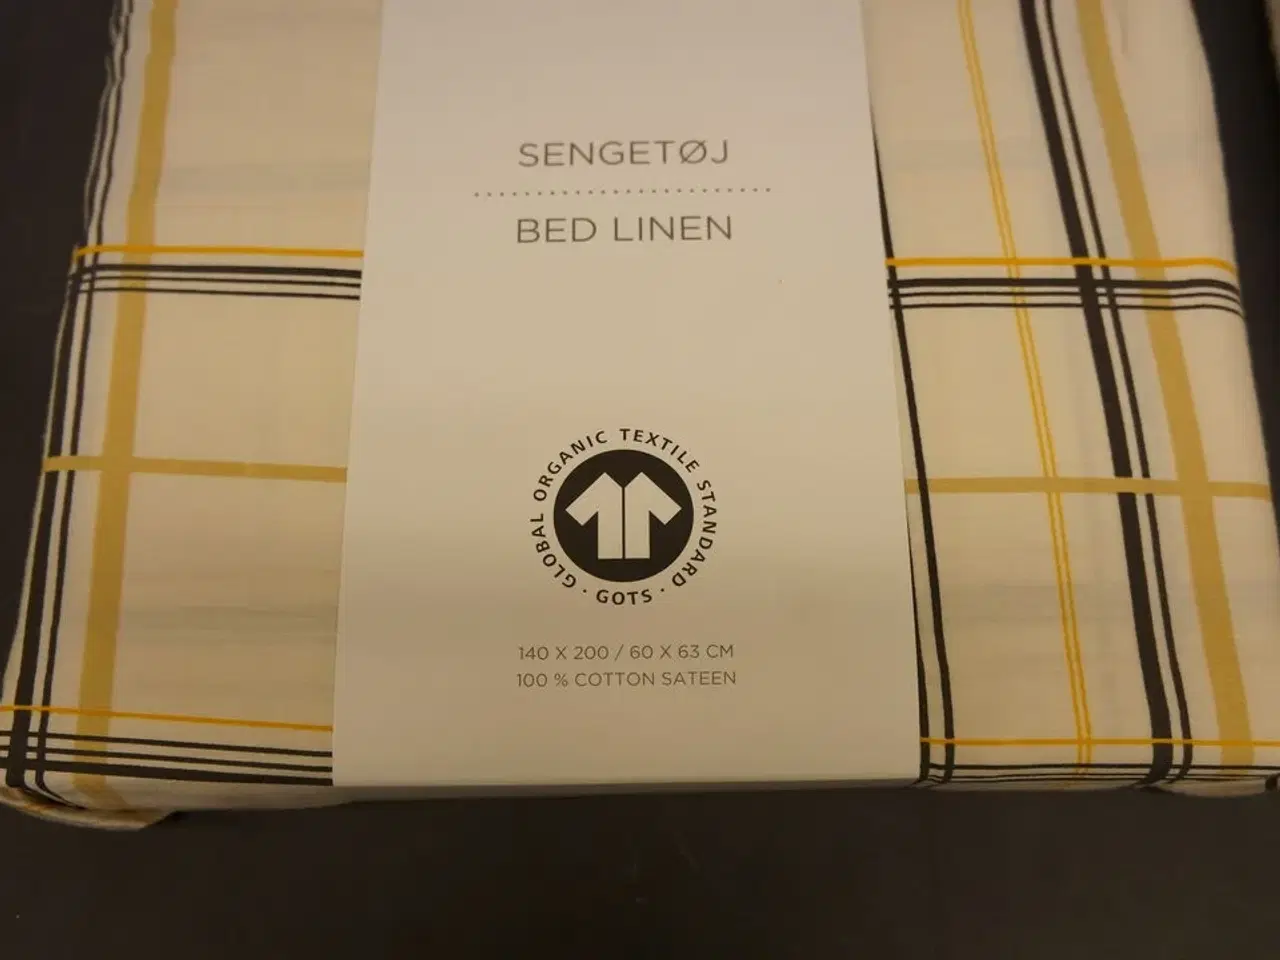 SENGETØJ
BED LINEN
GLOBAL ORGANIC TEXTILE STANDARD · GOTS ·
140 X 200 / 60 X 63 CM
100 % COTTON SATEEN